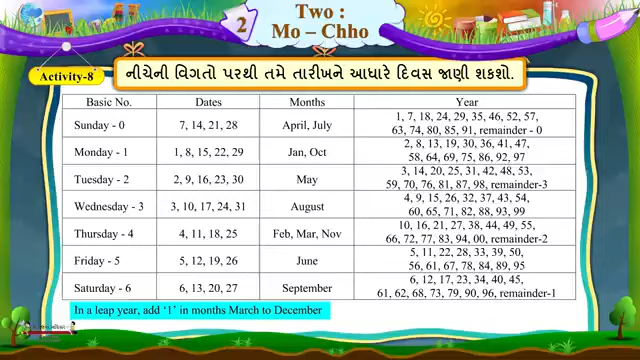 2
Two :
Mo – Chho
Activity-8
નીચેની વિગતો પરથી તમે તારીખને આધારે દિવસ જાણી શકશો.
Basic No. Dates Months Year
Sunday - 0 7, 14, 21, 28 April, July 1, 7, 18, 24, 29, 35, 46, 52, 57,
63, 74, 80, 85, 91, remainder - 0
Monday - 1 1, 8, 15, 22, 29 Jan, Oct 2, 8, 13, 19, 30, 36, 41, 47,
58, 64, 69, 75, 86, 92, 97
Tuesday - 2 2, 9, 16, 23, 30 May 3, 14, 20, 25, 31, 42, 48, 53,
59, 70, 76, 81, 87, 98, remainder-3
Wednesday - 3 3, 10, 17, 24, 31 August 4, 9, 15, 26, 32, 37, 43, 54,
60, 65, 71, 82, 88, 93, 99
Thursday - 4 4, 11, 18, 25 Feb, Mar, Nov 10, 16, 21, 27, 38, 44, 49, 55,
66, 72, 77, 83, 94, 00, remainder-2
Friday - 5 5, 12, 19, 26 June 5, 11, 22, 28, 33, 39, 50,
56, 61, 67, 78, 84, 89, 95
Saturday - 6 6, 13, 20, 27 September 6, 12, 17, 23, 34, 40, 45,
61, 62, 68, 73, 79, 90, 96, remainder-1
In a leap year, add ‘1’ in months March to December